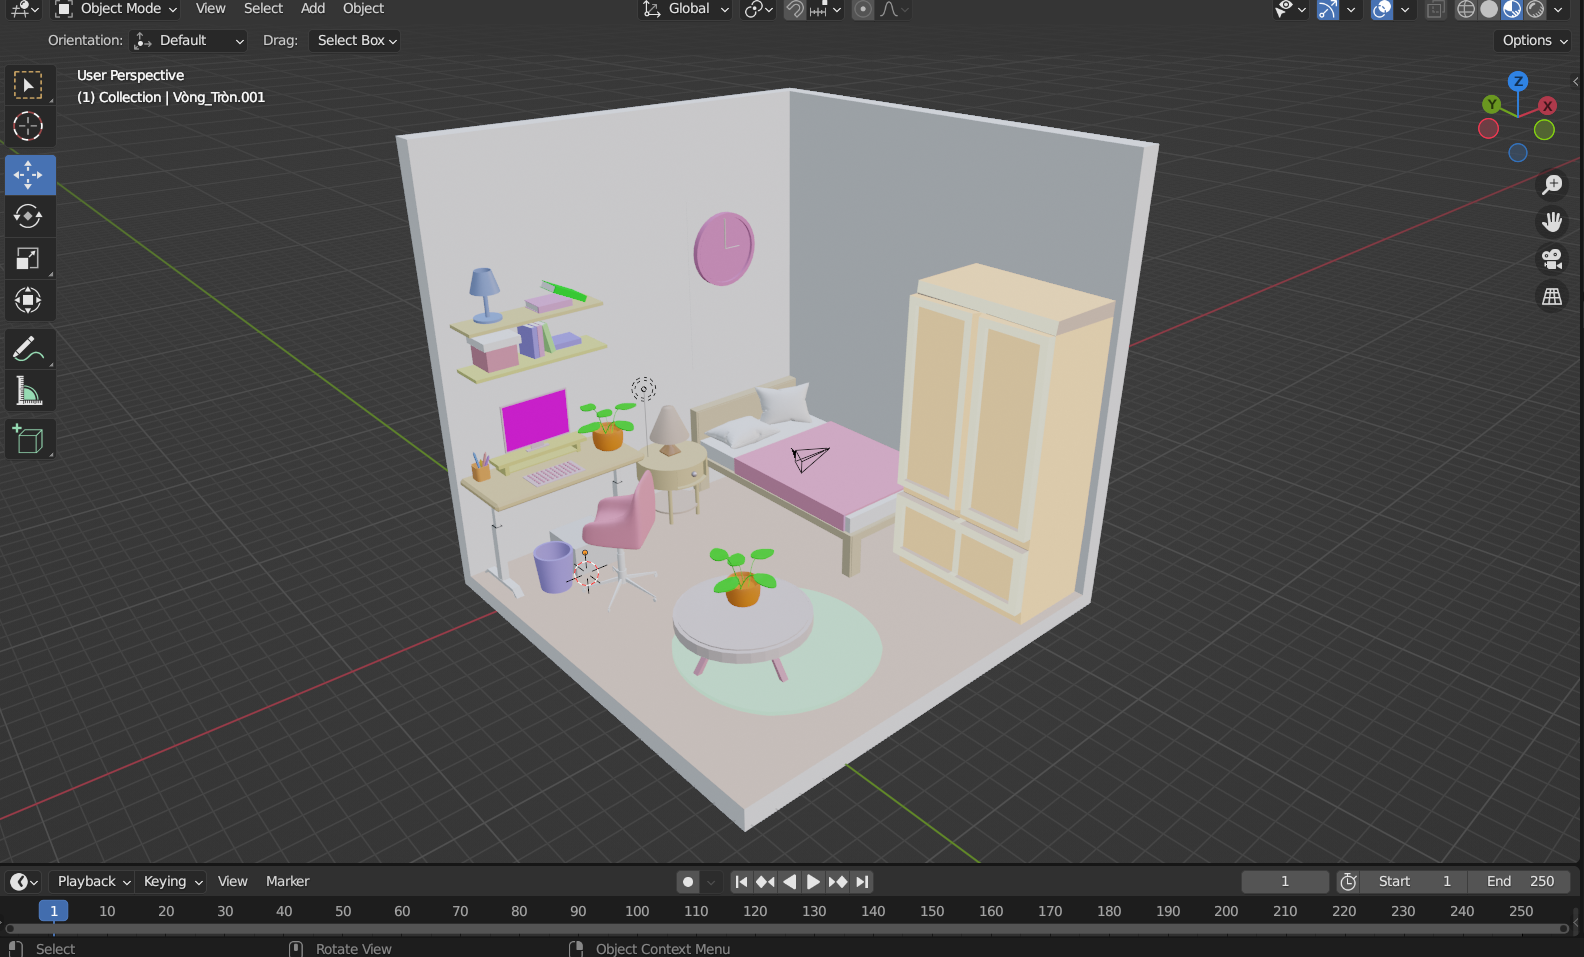 Object Mode View Select Add Object Global
Orientation: Default Drag: Select Box Options
User Perspective
(1) Collection | Vòng_Tròn.001
Z
Y X
Playback Keying View Marker 1 Start 1 End 250
1 10 20 30 40 50 60 70 80 90 100 110 120 130 140 150 160 170 180 190 200 210 220 230 240 250
Select Rotate View Object Context Menu